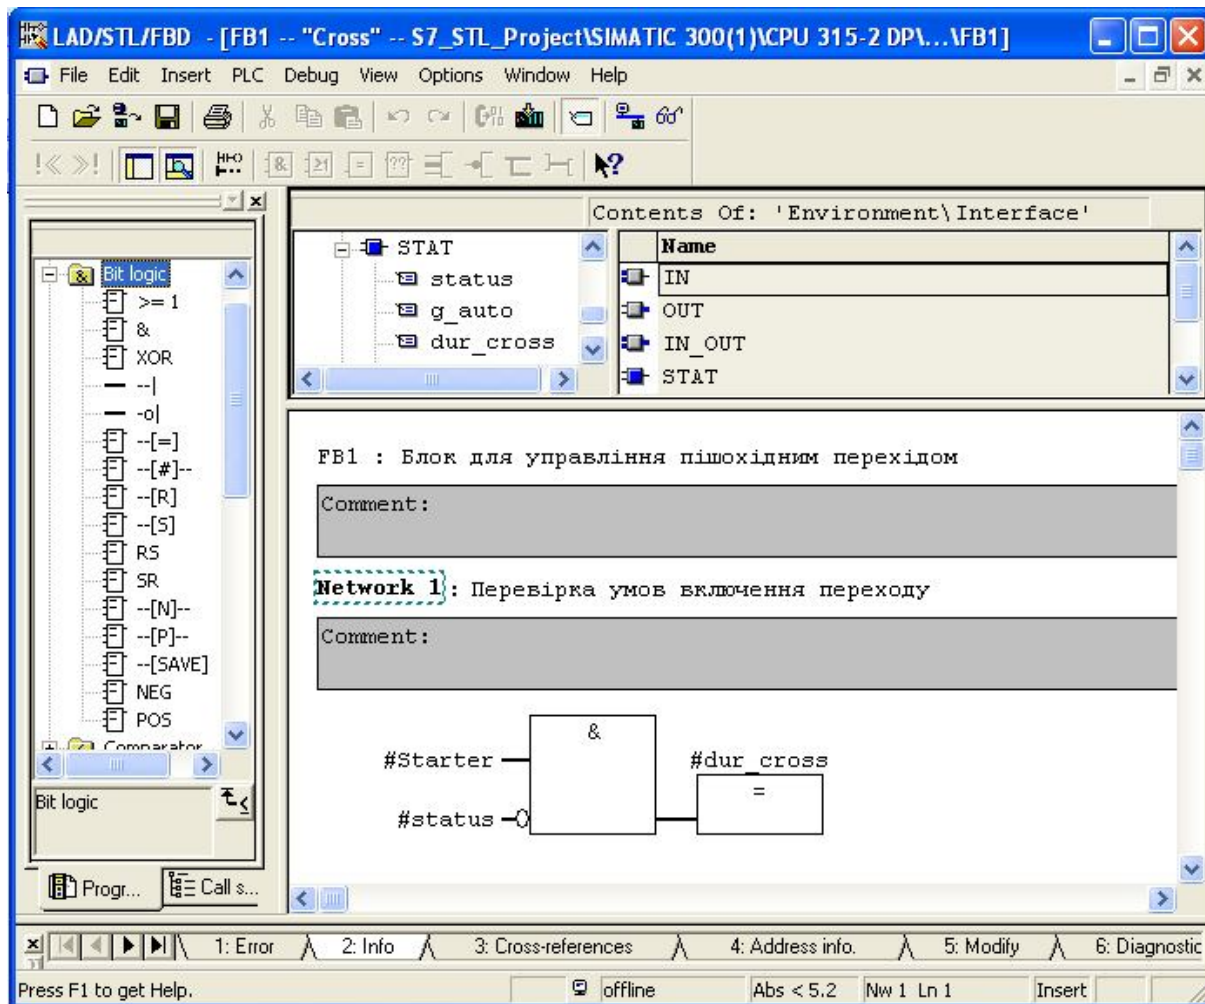 LAD/STL/FBD - [FB1 -- "Cross" -- S7_STL_Project\SIMATIC 300(1)\CPU 315-2 DP\...\FB1]
File Edit Insert PLC Debug View Options Window Help
Contents Of: 'Environment\Interface'
STAT
status
g_auto
dur_cross
Name
IN
OUT
IN_OUT
STAT
Bit logic
>= 1
&
XOR
--|
-o|
--[=]
--[#]--
--[R]
--[S]
RS
SR
--[N]--
--[P]--
--[SAVE]
NEG
POS
Comparator
Bit logic
Progr... Call s...
FB1 : Блок для управління пішохідним перехідом
Comment:
Network 1 : Перевірка умов включення переходу
Comment:
&
#Starter
#status
#dur_cross
=
1: Error 2: Info 3: Cross-references 4: Address info. 5: Modify 6: Diagnostic
Press F1 to get Help. offline Abs < 5.2 Nw 1 Ln 1 Insert